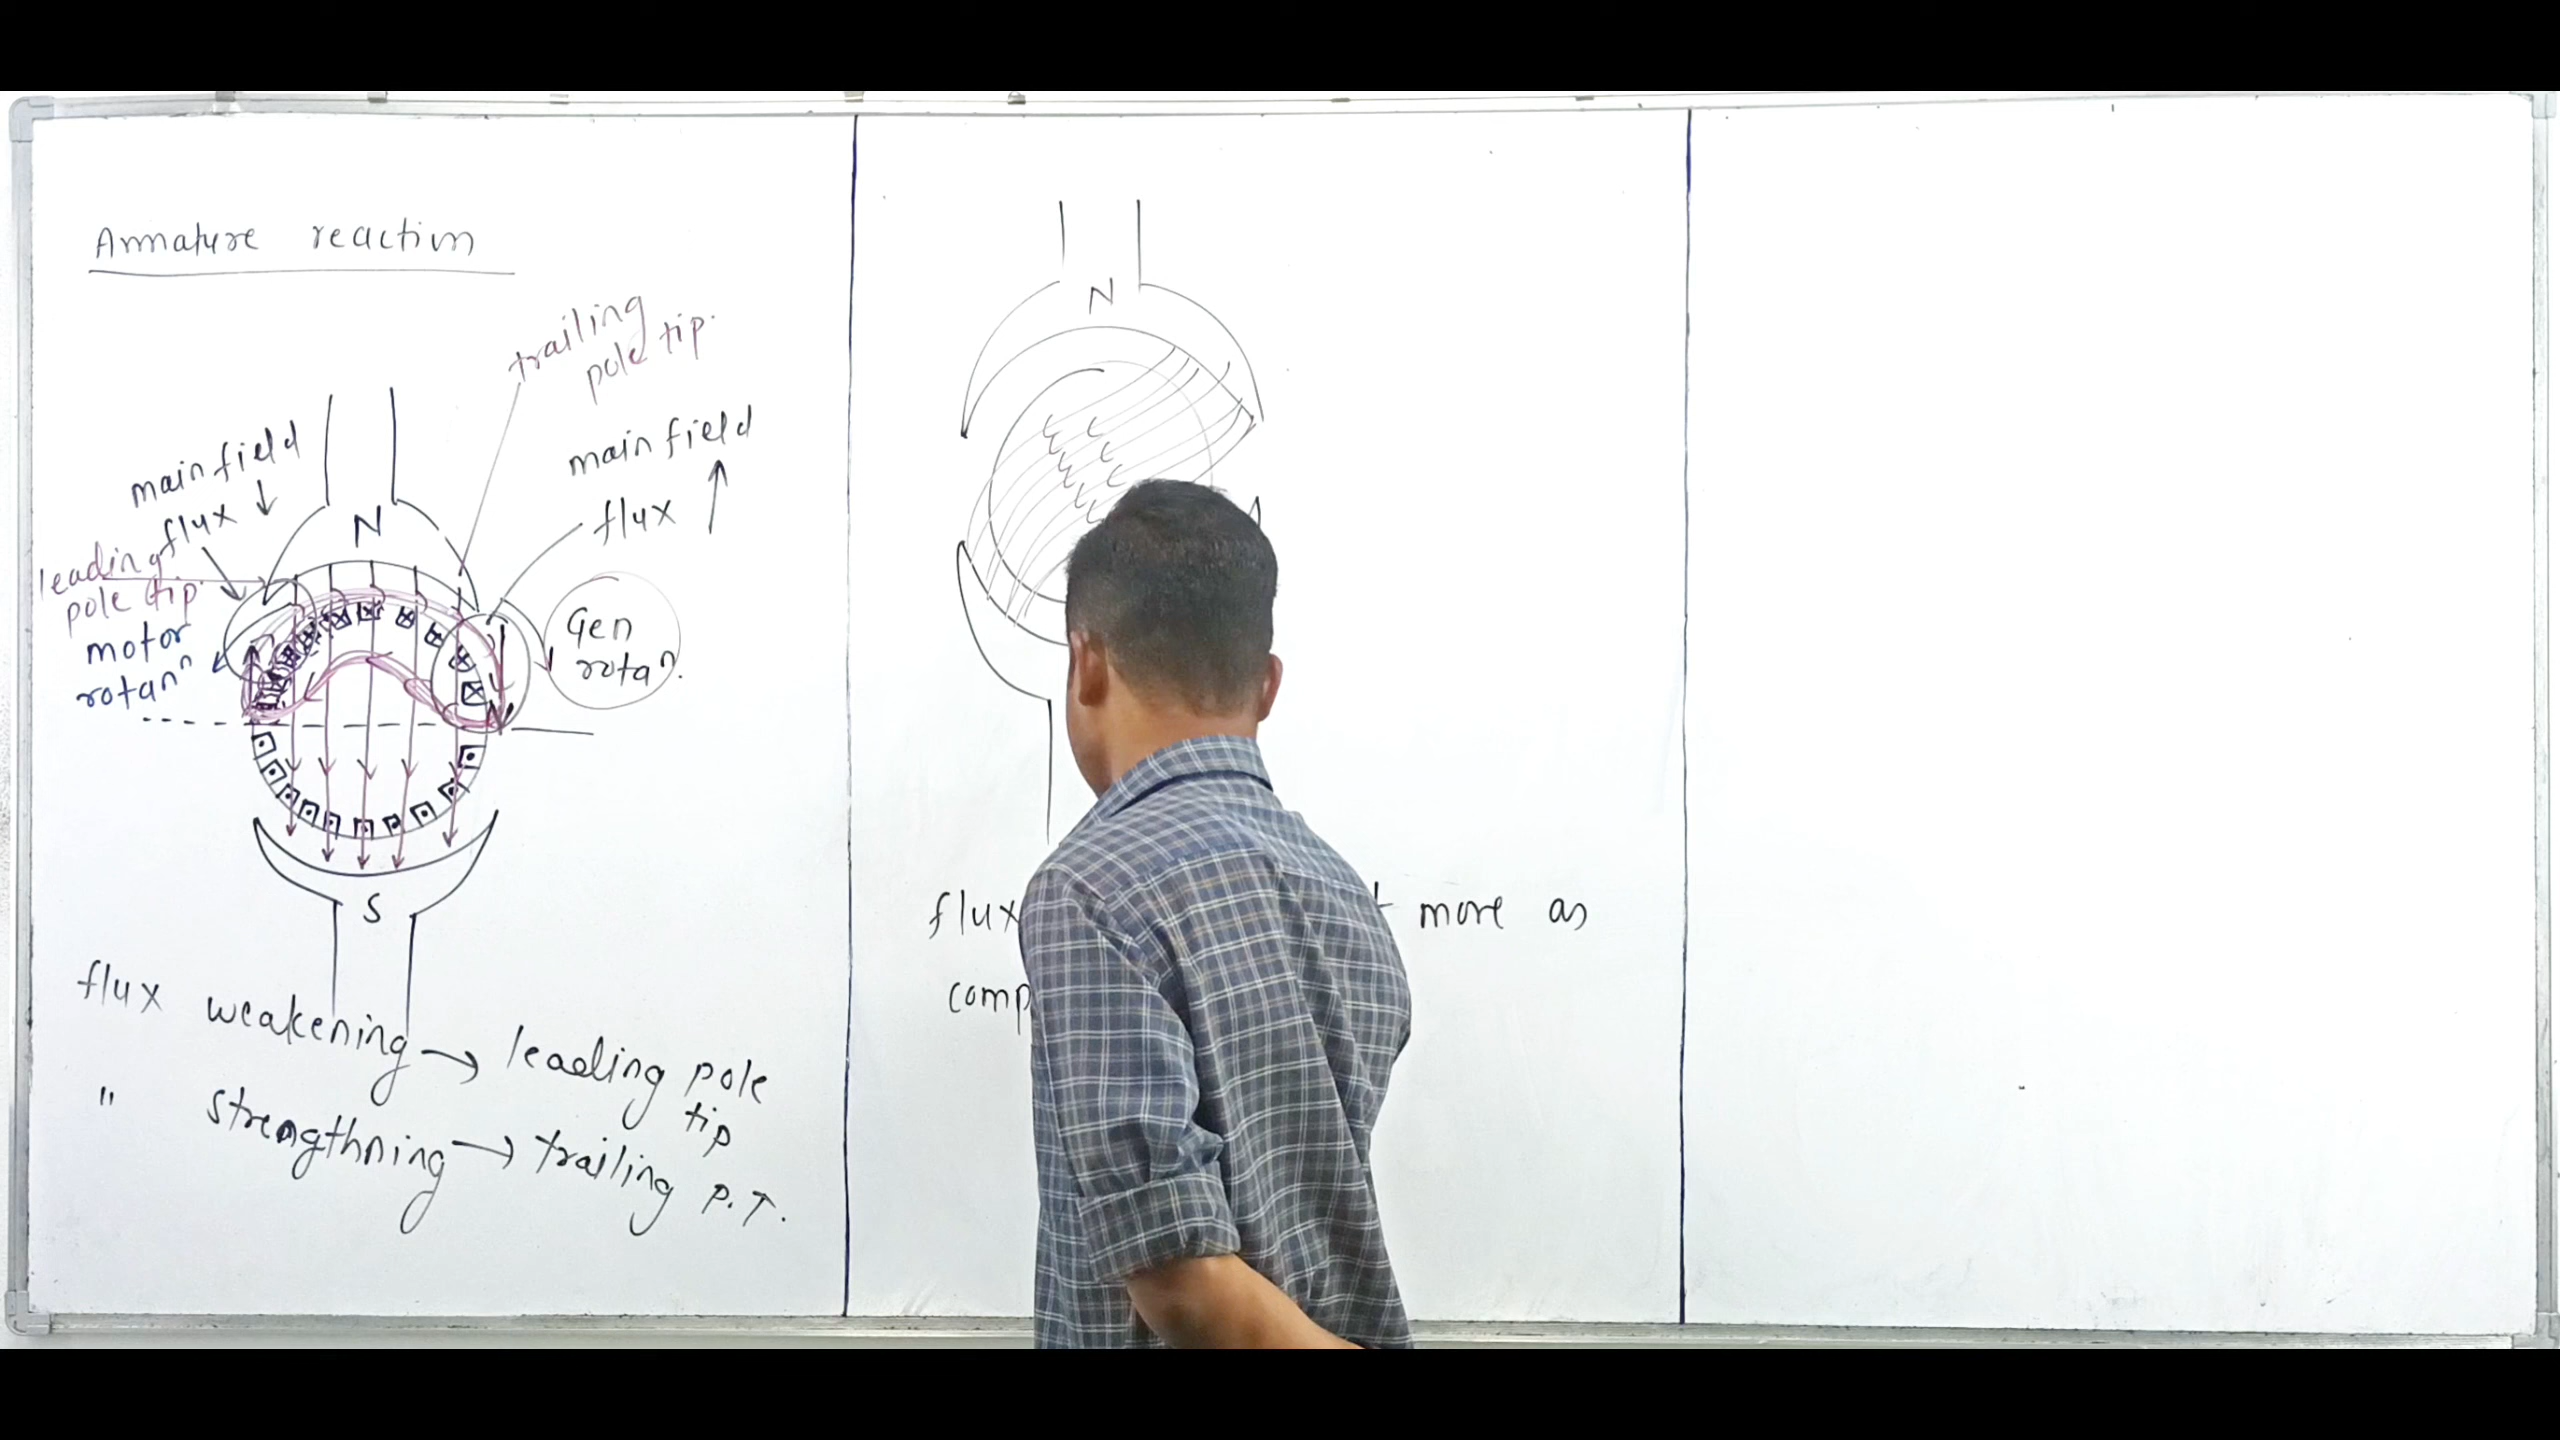 Armature reaction
trailing
pole tip.
main field
flux ↓
main field
flux ↑
leading
pole tip.
motor
rotanⁿ
N
Gen
rotaⁿ.
S
flux weakening → leading pole
tip
" strengthning → trailing P.T.
N
flux more as
comp